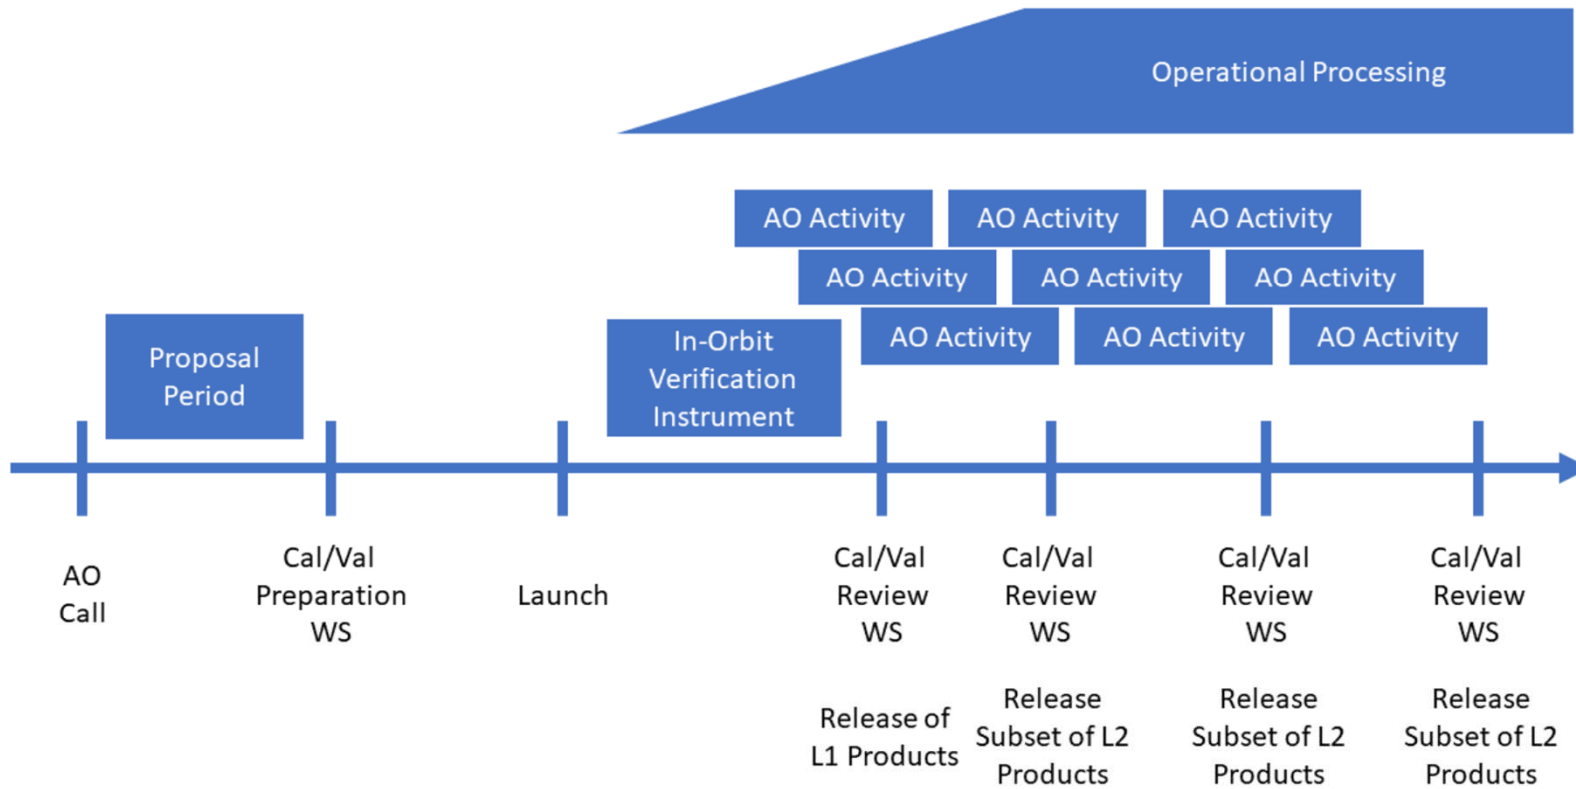 Operational Processing
AO Activity
AO Activity
AO Activity
AO Activity
AO Activity
AO Activity
AO Activity
AO Activity
AO Activity
Proposal
Period
In-Orbit
Verification
Instrument
AO
Call
Cal/Val
Preparation
WS
Launch
Cal/Val
Review
WS
Cal/Val
Review
WS
Cal/Val
Review
WS
Cal/Val
Review
WS
Release of
L1 Products
Release
Subset of L2
Products
Release
Subset of L2
Products
Release
Subset of L2
Products